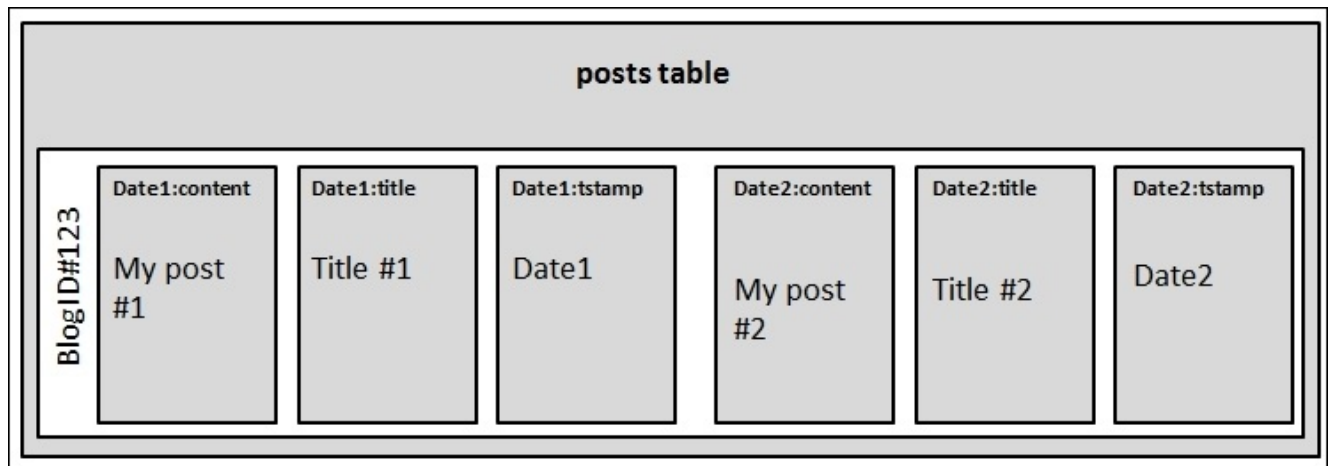 posts table
BlogID#123
Date1:content
My post
#1
Date1:title
Title #1
Date1:tstamp
Date1
Date2:content
My post
#2
Date2:title
Title #2
Date2:tstamp
Date2